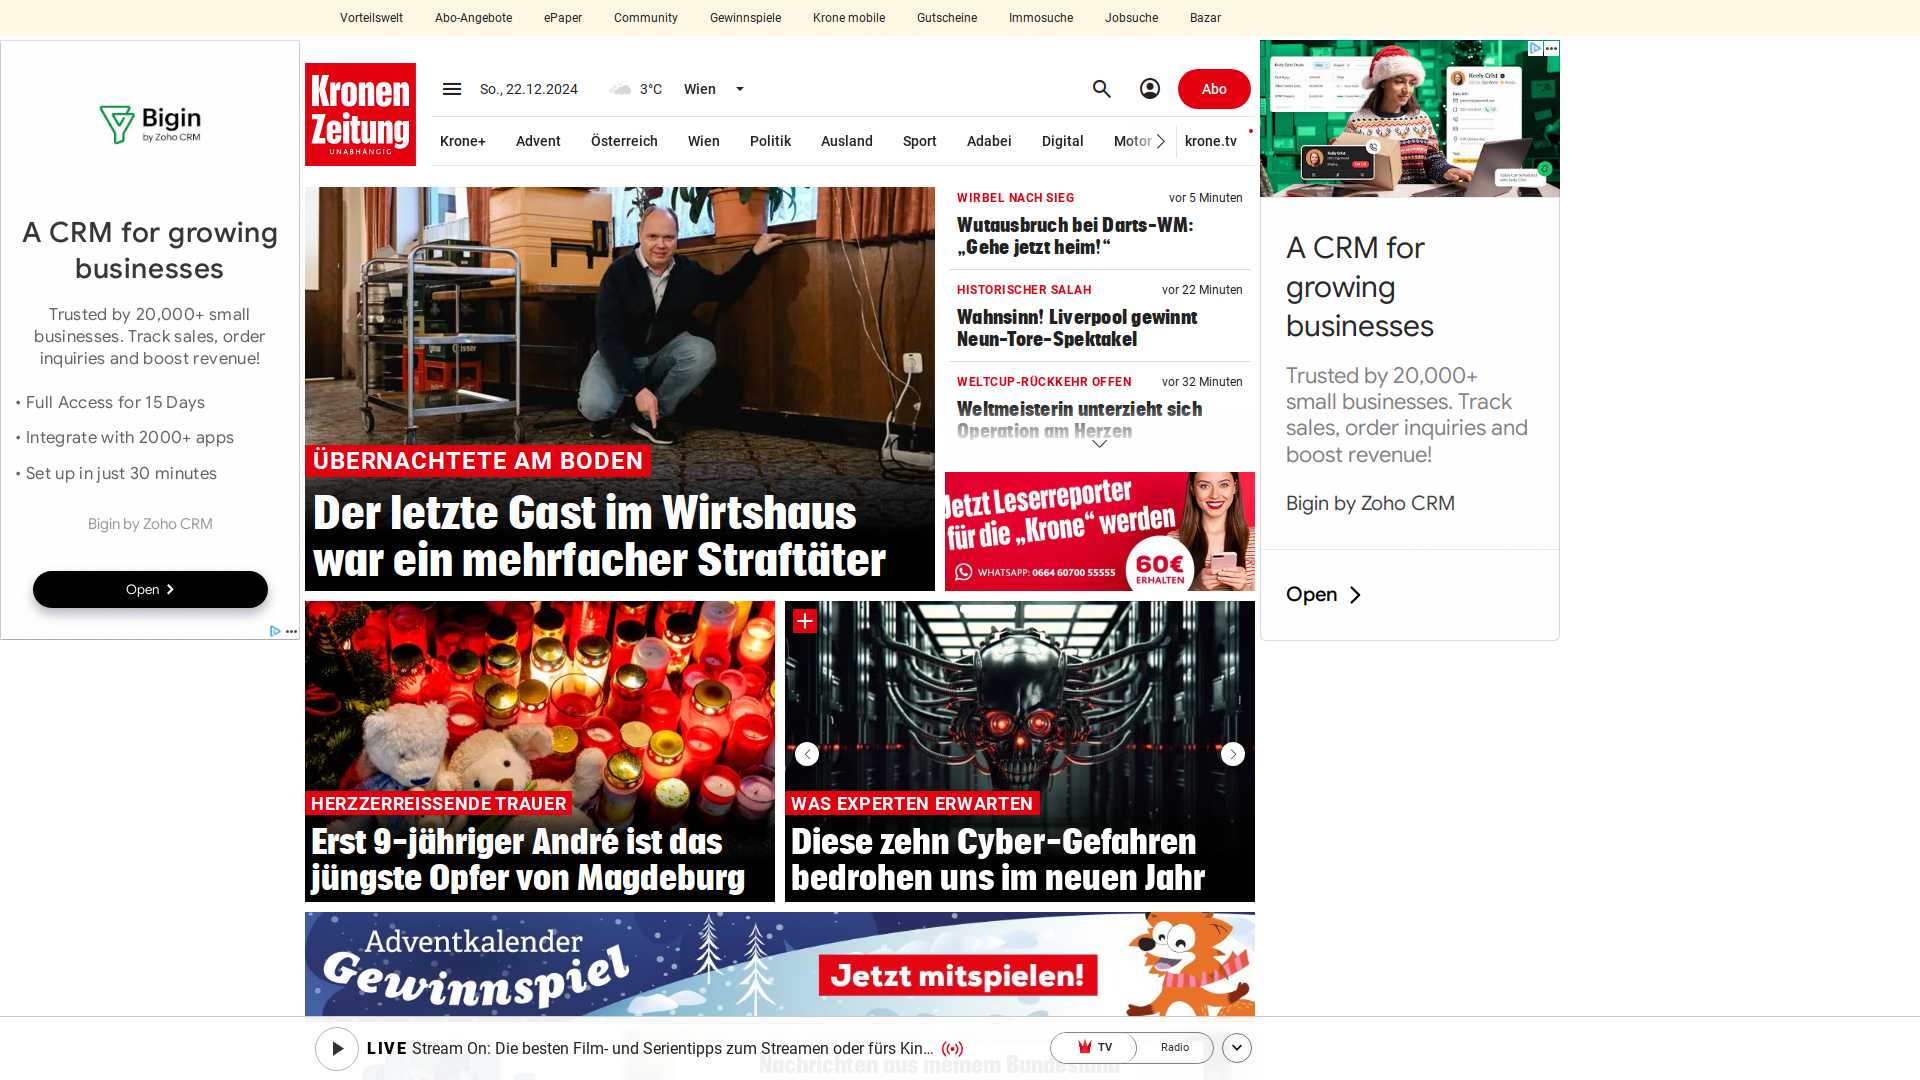 Vorteilswelt Abo-Angebote ePaper Community Gewinnspiele Krone mobile Gutscheine Immosuche Jobsuche Bazar
Bigin
by Zoho CRM
A CRM for growing
businesses
Trusted by 20,000+ small
businesses. Track sales, order
inquiries and boost revenue!
• Full Access for 15 Days
• Integrate with 2000+ apps
• Set up in just 30 minutes
Bigin by Zoho CRM
Open
Kronen
Zeitung
UNABHÄNGIG
So., 22.12.2024 3°C Wien
Abo
Krone+ Advent Österreich Wien Politik Ausland Sport Adabei Digital Motor krone.tv
ÜBERNACHTETE AM BODEN
Der letzte Gast im Wirtshaus
war ein mehrfacher Straftäter
WIRBEL NACH SIEG vor 5 Minuten
Wutausbruch bei Darts-WM:
„Gehe jetzt heim!“
HISTORISCHER SALAH vor 22 Minuten
Wahnsinn! Liverpool gewinnt
Neun-Tore-Spektakel
WELTCUP-RÜCKKEHR OFFEN vor 32 Minuten
Weltmeisterin unterzieht sich
Operation am Herzen
Jetzt Leserreporter
für die „Krone“ werden
WHATSAPP: 0664 60700 55555
60€
ERHALTEN
HERZZERREISSENDE TRAUER
Erst 9-jähriger André ist das
jüngste Opfer von Magdeburg
WAS EXPERTEN ERWARTEN
Diese zehn Cyber-Gefahren
bedrohen uns im neuen Jahr
Adventkalender
Gewinnspiel
Jetzt mitspielen!
LIVE Stream On: Die besten Film- und Serientipps zum Streamen oder fürs Kin...
TV Radio
Nachrichten aus meinem Bundesland
Keely Crist
A CRM for
growing
businesses
Trusted by 20,000+
small businesses. Track
sales, order inquiries and
boost revenue!
Bigin by Zoho CRM
Open